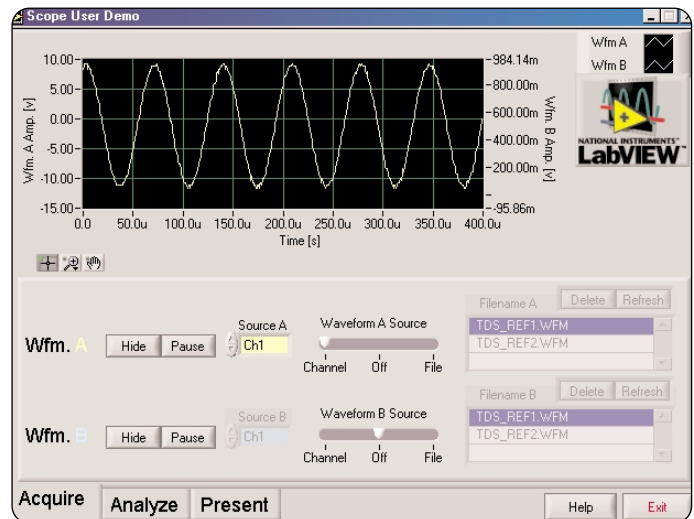 Scope User Demo
Wfm A
Wfm B
NATIONAL INSTRUMENTS™
LabVIEW™
Wfm. A Amp. [v]
10.00
5.00
0.00
-5.00
-10.00
-15.00
984.14m
800.00m
600.00m
400.00m
200.00m
-95.86m
Wfm. B Amp. [v]
0.0 50.0u 100.0u 150.0u 200.0u 250.0u 300.0u 350.0u 400.0u
Time [s]
Wfm. A
Hide Pause
Source A
Ch1
Waveform A Source
Channel Off File
Filename A Delete Refresh
TDS_REF1.WFM
TDS_REF2.WFM
Wfm. B
Hide Pause
Source B
Ch1
Waveform B Source
Channel Off File
Filename B Delete Refresh
TDS_REF1.WFM
TDS_REF2.WFM
Acquire Analyze Present
Help Exit